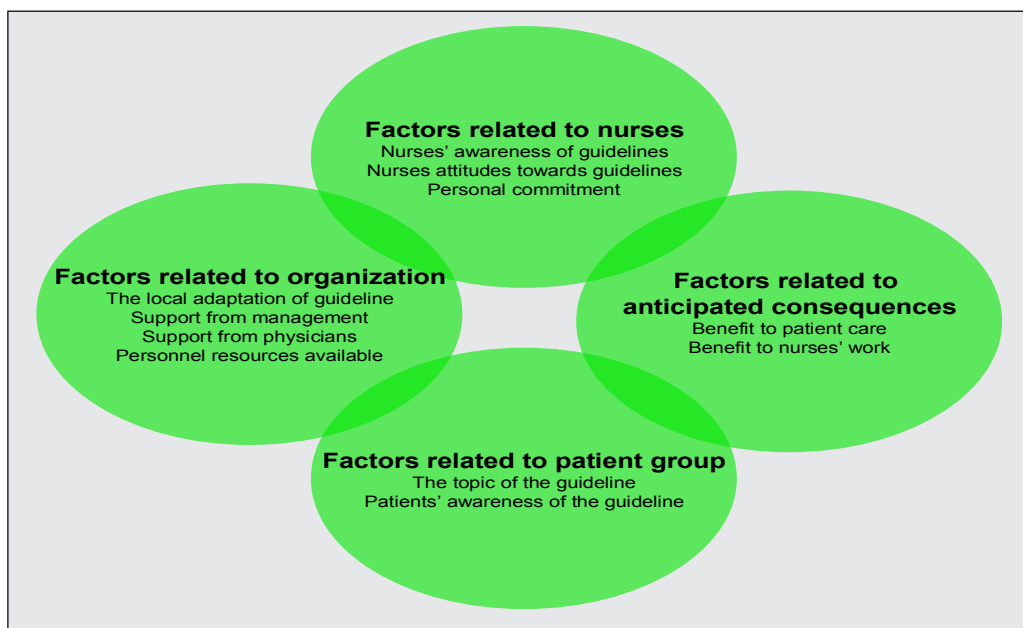 Factors related to nurses
Nurses' awareness of guidelines
Nurses attitudes towards guidelines
Personal commitment
Factors related to organization
The local adaptation of guideline
Support from management
Support from physicians
Personnel resources available
Factors related to
anticipated consequences
Benefit to patient care
Benefit to nurses' work
Factors related to patient group
The topic of the guideline
Patients' awareness of the guideline